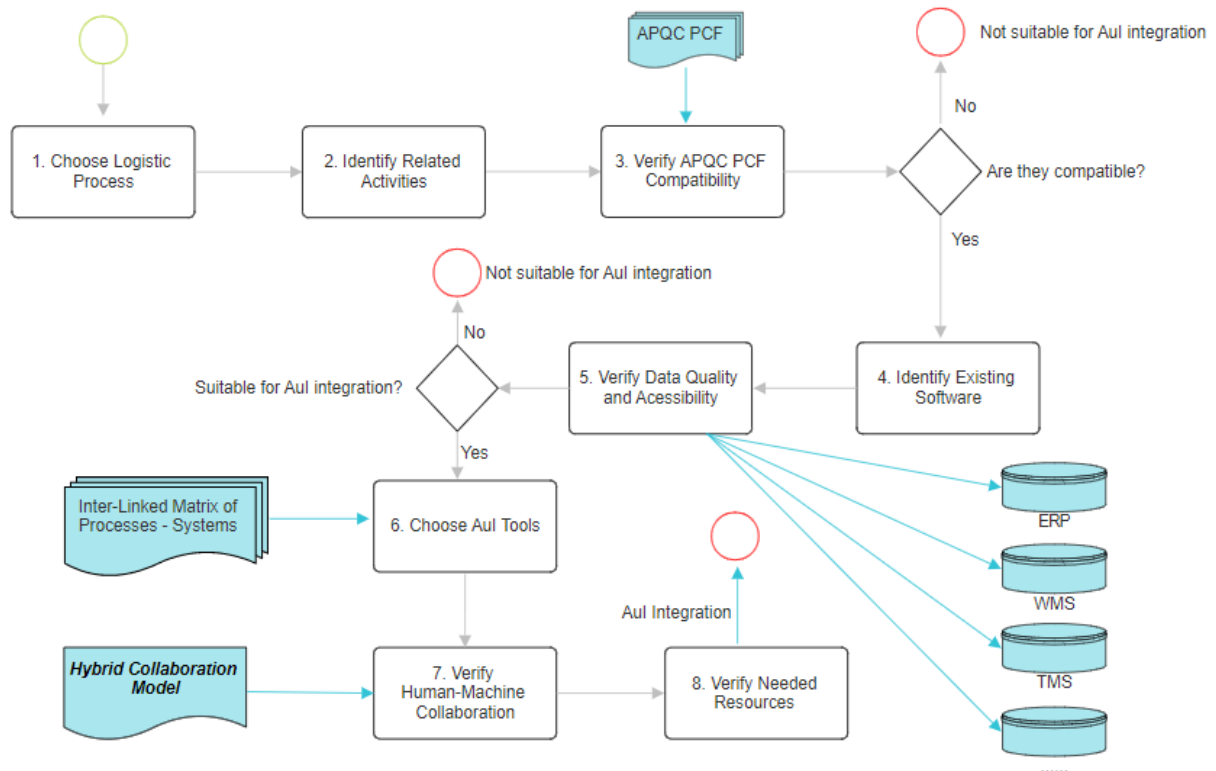 APQC PCF
Not suitable for AuI integration
No
1. Choose Logistic
Process
2. Identify Related
Activities
3. Verify APQC PCF
Compatibility
Are they compatible?
Yes
Not suitable for AuI integration
No
Suitable for AuI integration?
5. Verify Data Quality
and Acessibility
4. Identify Existing
Software
Yes
Inter-Linked Matrix of
Processes - Systems
6. Choose AuI Tools
ERP
WMS
AuI Integration
Hybrid Collaboration
Model
7. Verify
Human-Machine
Collaboration
8. Verify Needed
Resources
TMS
....